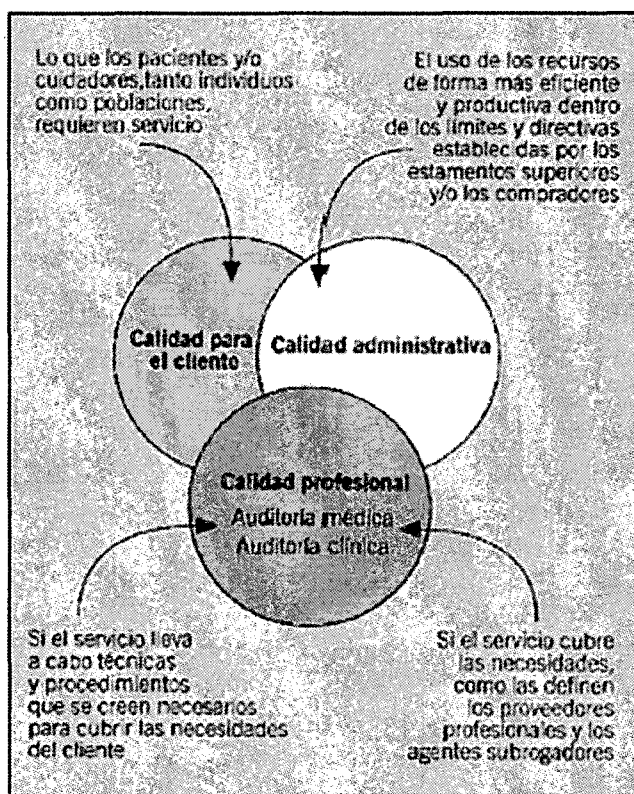 Lo que los pacientes y/o
cuidadores, tanto individuos
como poblaciones,
requieren servicio
El uso de los recursos
de forma más eficiente
y productiva dentro
de los límites y directivas
establecidas por los
estamentos superiores
y/o los compradores
Calidad para
el cliente
Calidad administrativa
Calidad profesional
Auditoría médica
Auditoría clínica
Si el servicio lleva
a cabo técnicas
y procedimientos
que se creen necesarios
para cubrir las necesidades
del cliente
Si el servicio cubre
las necesidades,
como las definen
los proveedores
profesionales y los
agentes subrogadores